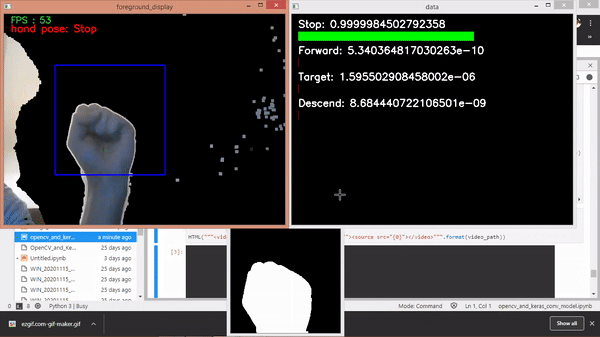 foreground_display
data
FPS : 53
hand pose: Stop
Stop: 0.9999984502792358
Forward: 5.340364817030263e-10
Target: 1.595502908458002e-06
Descend: 8.684440722106501e-09
opencv_and_keras_... a minute ago
OpenCV_And_Ke... 25 days ago
Untitled.ipynb 3 days ago
WIN_20201115_... 25 days ago
WIN_20201115_... 25 days ago
WIN_20201115_... 25 days ago
0 8 Python 3 | Busy
HTML("""<vid
"><source src="{0}"></video>""".format(video_path))
[*]:
Mode: Command
Ln 1, Col 1
opencv_and_keras_conv_model.ipynb
ezgif.com-gif-maker.gif
Show all